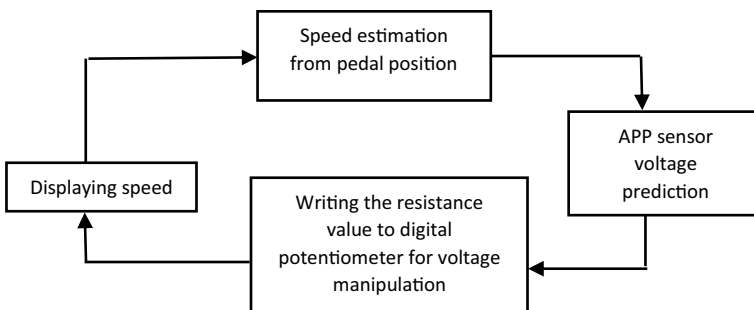 Speed estimation
from pedal position
APP sensor
voltage
prediction
Writing the resistance
value to digital
potentiometer for voltage
manipulation
Displaying speed